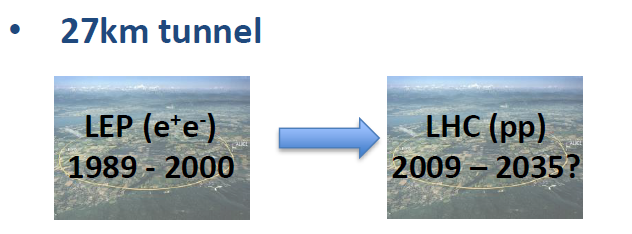 • 27km tunnel
LEP (e⁺e⁻)
1989 - 2000
LHC (pp)
2009 – 2035?